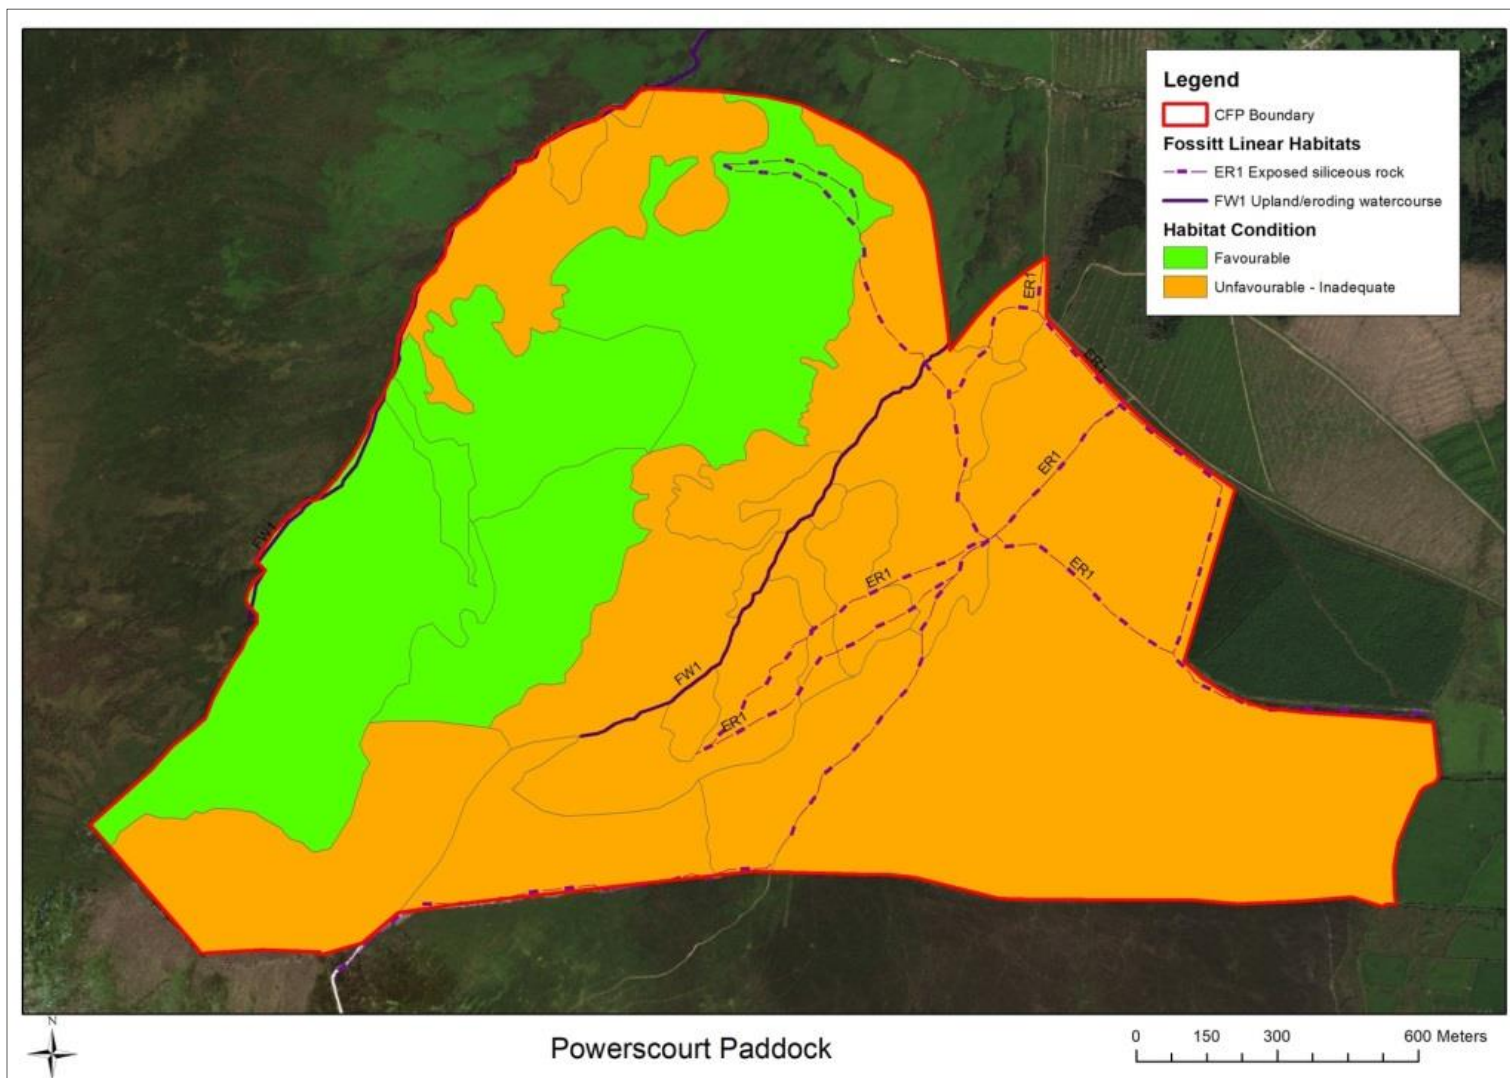 Legend
CFP Boundary
Fossitt Linear Habitats
ER1 Exposed siliceous rock
FW1 Upland/eroding watercourse
Habitat Condition
Favourable
Unfavourable - Inadequate
ER1
ER1
ER1
FW1
ER1
ER1
FW1
ER1
N
Powerscourt Paddock
0 150 300 600 Meters